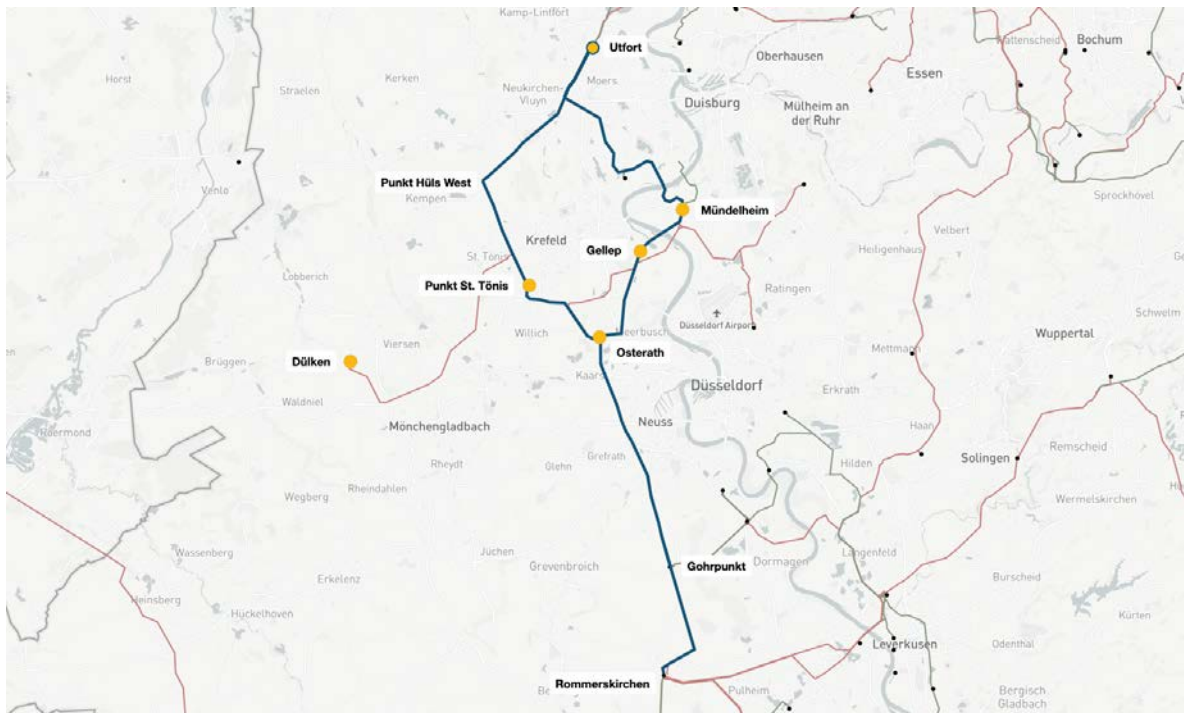 Kamp-Lintfort
Utfort
Oberhausen
Wattenscheid
Bochum
Horst
Straelen
Kerken
Neukirchen-
Vluyn
Moers
Duisburg
Essen
Mülheim an
der Ruhr
Venlo
Punkt Hüls West
Kempen
Mündelheim
Sprockhövel
Krefeld
Gellep
Velbert
Heiligenhaus
St. Tönis
Lobberich
Punkt St. Tönis
Ratingen
Düsseldorf Airport
Schwelm
Willich
Meerbusch
Wuppertal
Viersen
Osterath
Mettmann
Brüggen
Dülken
Kaars
Düsseldorf
Erkrath
Waldniel
Mönchengladbach
Neuss
Haan
Remscheid
Roermond
Grefrath
Glehn
Rheydt
Hilden
Solingen
Rheindahlen
Wegberg
Wermelskirchen
Wassenberg
Jüchen
Grevenbroich
Gohrpunkt
Dormagen
Langenfeld
Erkelenz
Burscheid
Heinsberg
Hückelhoven
Kürten
Leverkusen
Odenthal
Rommerskirchen
Be
Pulheim
Bergisch
Gladbach